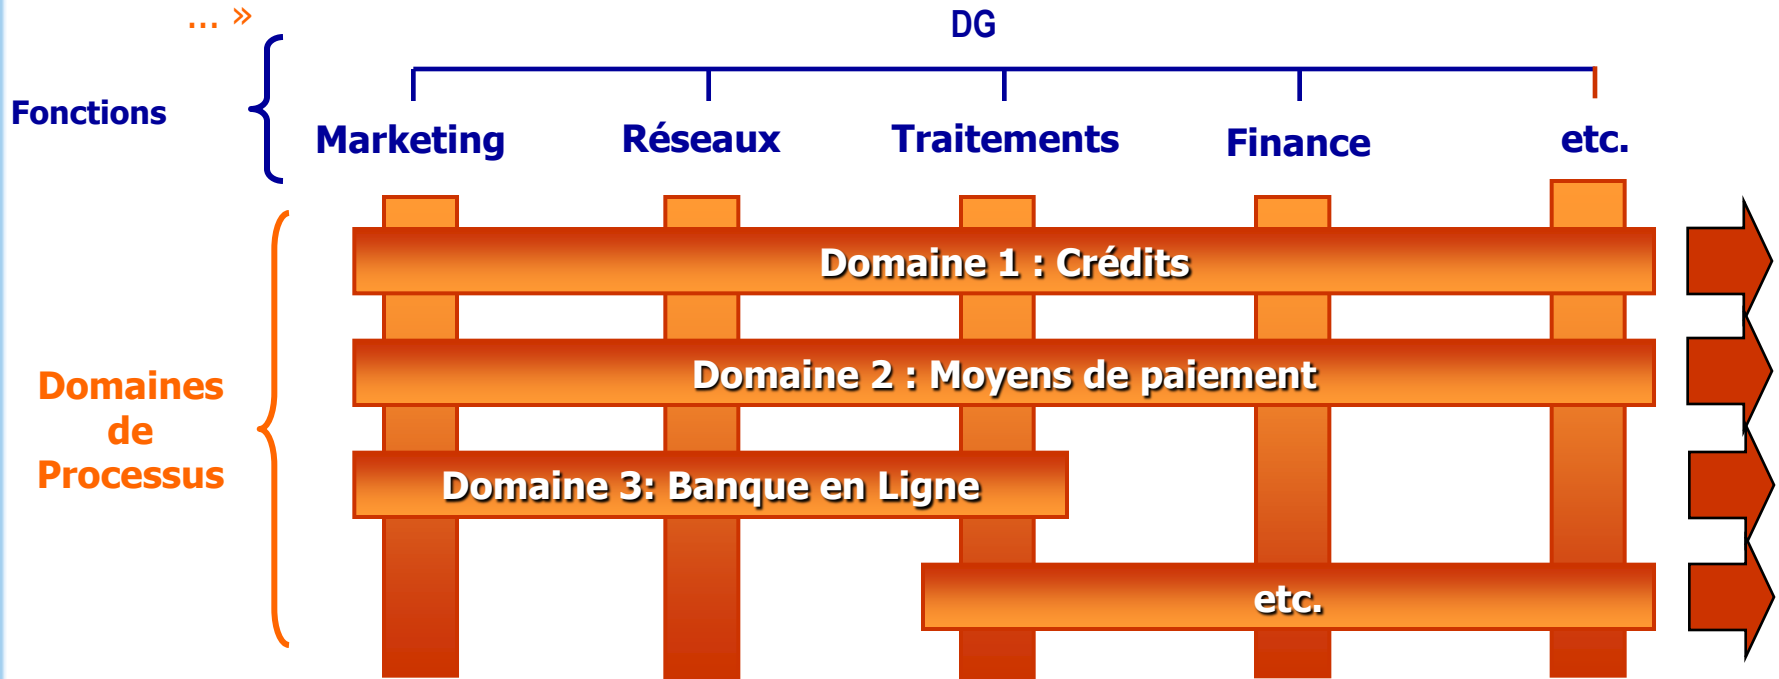 ... »
DG
Fonctions
Marketing
Réseaux
Traitements
Finance
etc.
Domaine 1 : Crédits
Domaine 2 : Moyens de paiement
Domaines
de
Processus
Domaine 3: Banque en Ligne
etc.